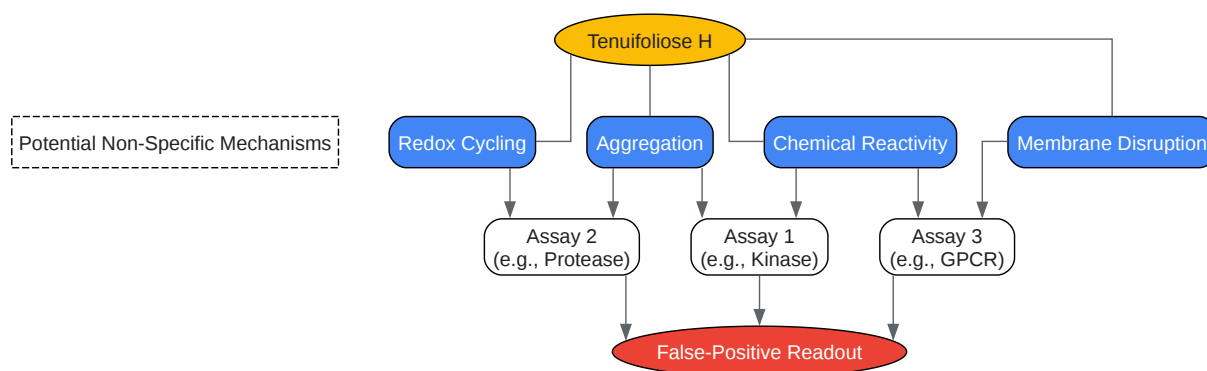 Tenuifoliose H
Potential Non-Specific Mechanisms
Redox Cycling
Aggregation
Chemical Reactivity
Membrane Disruption
Assay 2
(e.g., Protease)
Assay 1
(e.g., Kinase)
Assay 3
(e.g., GPCR)
False-Positive Readout